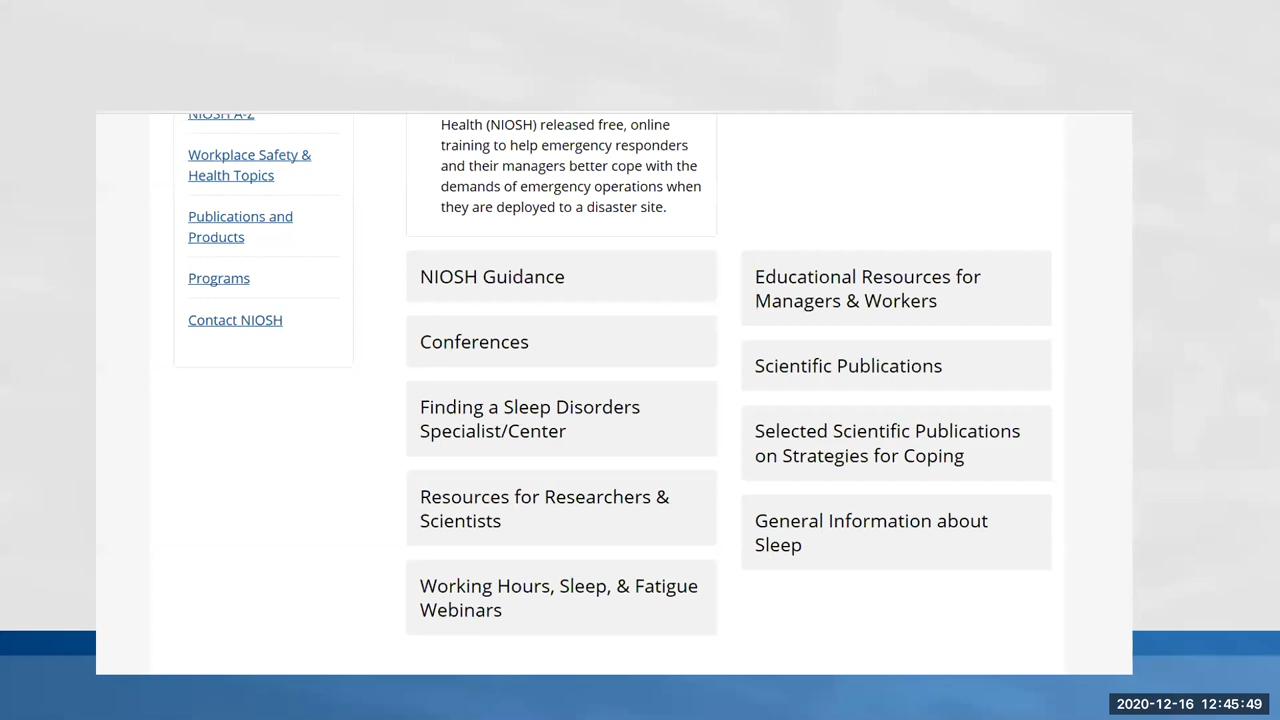 NIOSH A-Z
Workplace Safety &
Health Topics
Publications and
Products
Programs
Contact NIOSH
Health (NIOSH) released free, online
training to help emergency responders
and their managers better cope with the
demands of emergency operations when
they are deployed to a disaster site.
NIOSH Guidance
Conferences
Finding a Sleep Disorders
Specialist/Center
Resources for Researchers &
Scientists
Working Hours, Sleep, & Fatigue
Webinars
Educational Resources for
Managers & Workers
Scientific Publications
Selected Scientific Publications
on Strategies for Coping
General Information about
Sleep
2020-12-16 12:45:49